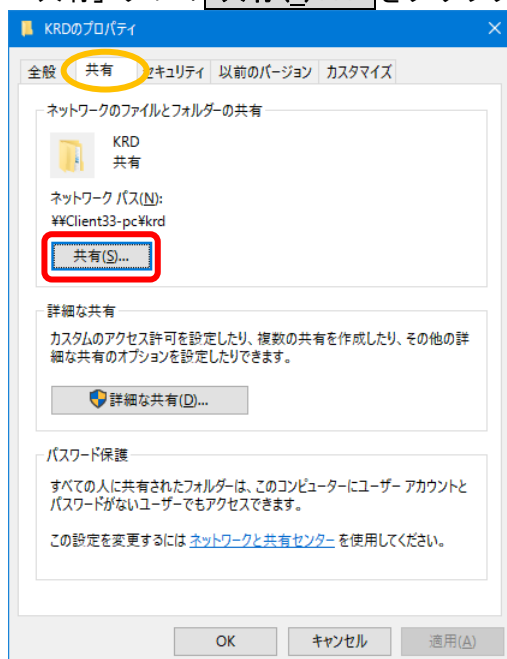 KRDのプロパティ
全般 共有 セキュリティ 以前のバージョン カスタマイズ
ネットワークのファイルとフォルダーの共有
KRD
共有
ネットワーク パス(N):
¥¥Client33-pc¥krd
共有(S)...
詳細な共有
カスタムのアクセス許可を設定したり、複数の共有を作成したり、その他の詳
細な共有のオプションを設定したりできます。
詳細な共有(D)...
パスワード保護
すべての人に共有されたフォルダーは、このコンピューターにユーザー アカウントと
パスワードがないユーザーでもアクセスできます。
この設定を変更するには ネットワークと共有センター を使用してください。
OK キャンセル 適用(A)